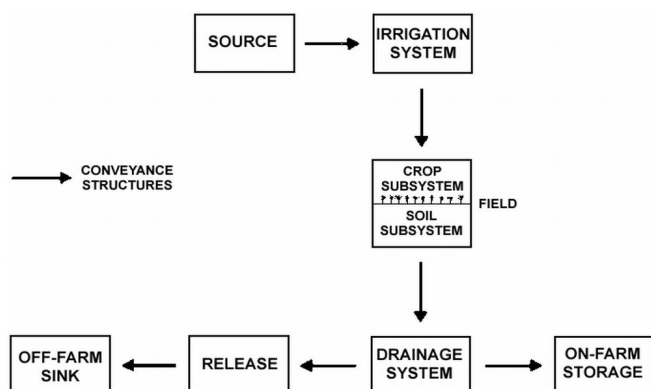 SOURCE
IRRIGATION
SYSTEM
CONVEYANCE
STRUCTURES
CROP
SUBSYSTEM
SOIL
SUBSYSTEM
FIELD
OFF-FARM
SINK
RELEASE
DRAINAGE
SYSTEM
ON-FARM
STORAGE